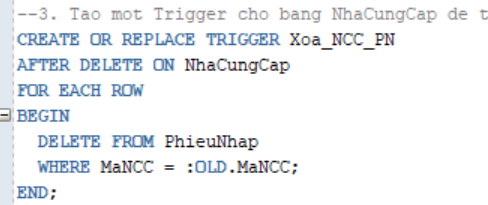 --3. Tao mot Trigger cho bang NhaCungCap de t
CREATE OR REPLACE TRIGGER Xoa_NCC_PN
AFTER DELETE ON NhaCungCap
FOR EACH ROW
BEGIN
  DELETE FROM PhieuNhap
  WHERE MaNCC = :OLD.MaNCC;
END;